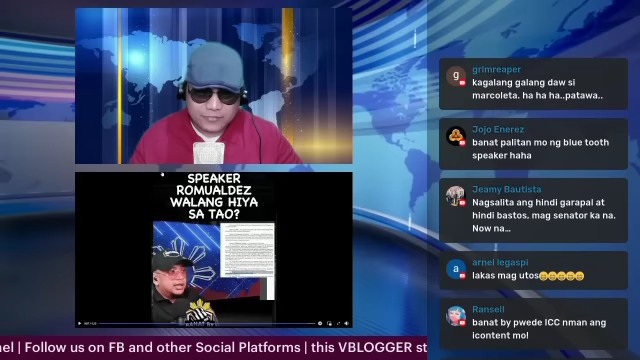 SPEAKER
ROMUALDEZ
WALANG HIYA
SA TAO?
grimreaper
kagalang galang daw si
marcoleta. ha ha ha..patawa..
Jojo Enerez
banat palitan mo ng blue tooth
speaker haha
Jeamy Bautista
Nagsalita ang hindi garapal at
hindi bastos, mag senator ka na.
Now na...
arnel legaspi
lakas mag utos😄😄😄😄😄
Ransell
banat by pwede ICC nman ang
icontent mo!
nel | Follow us on FB and other Social Platforms | this VBLOGGER st